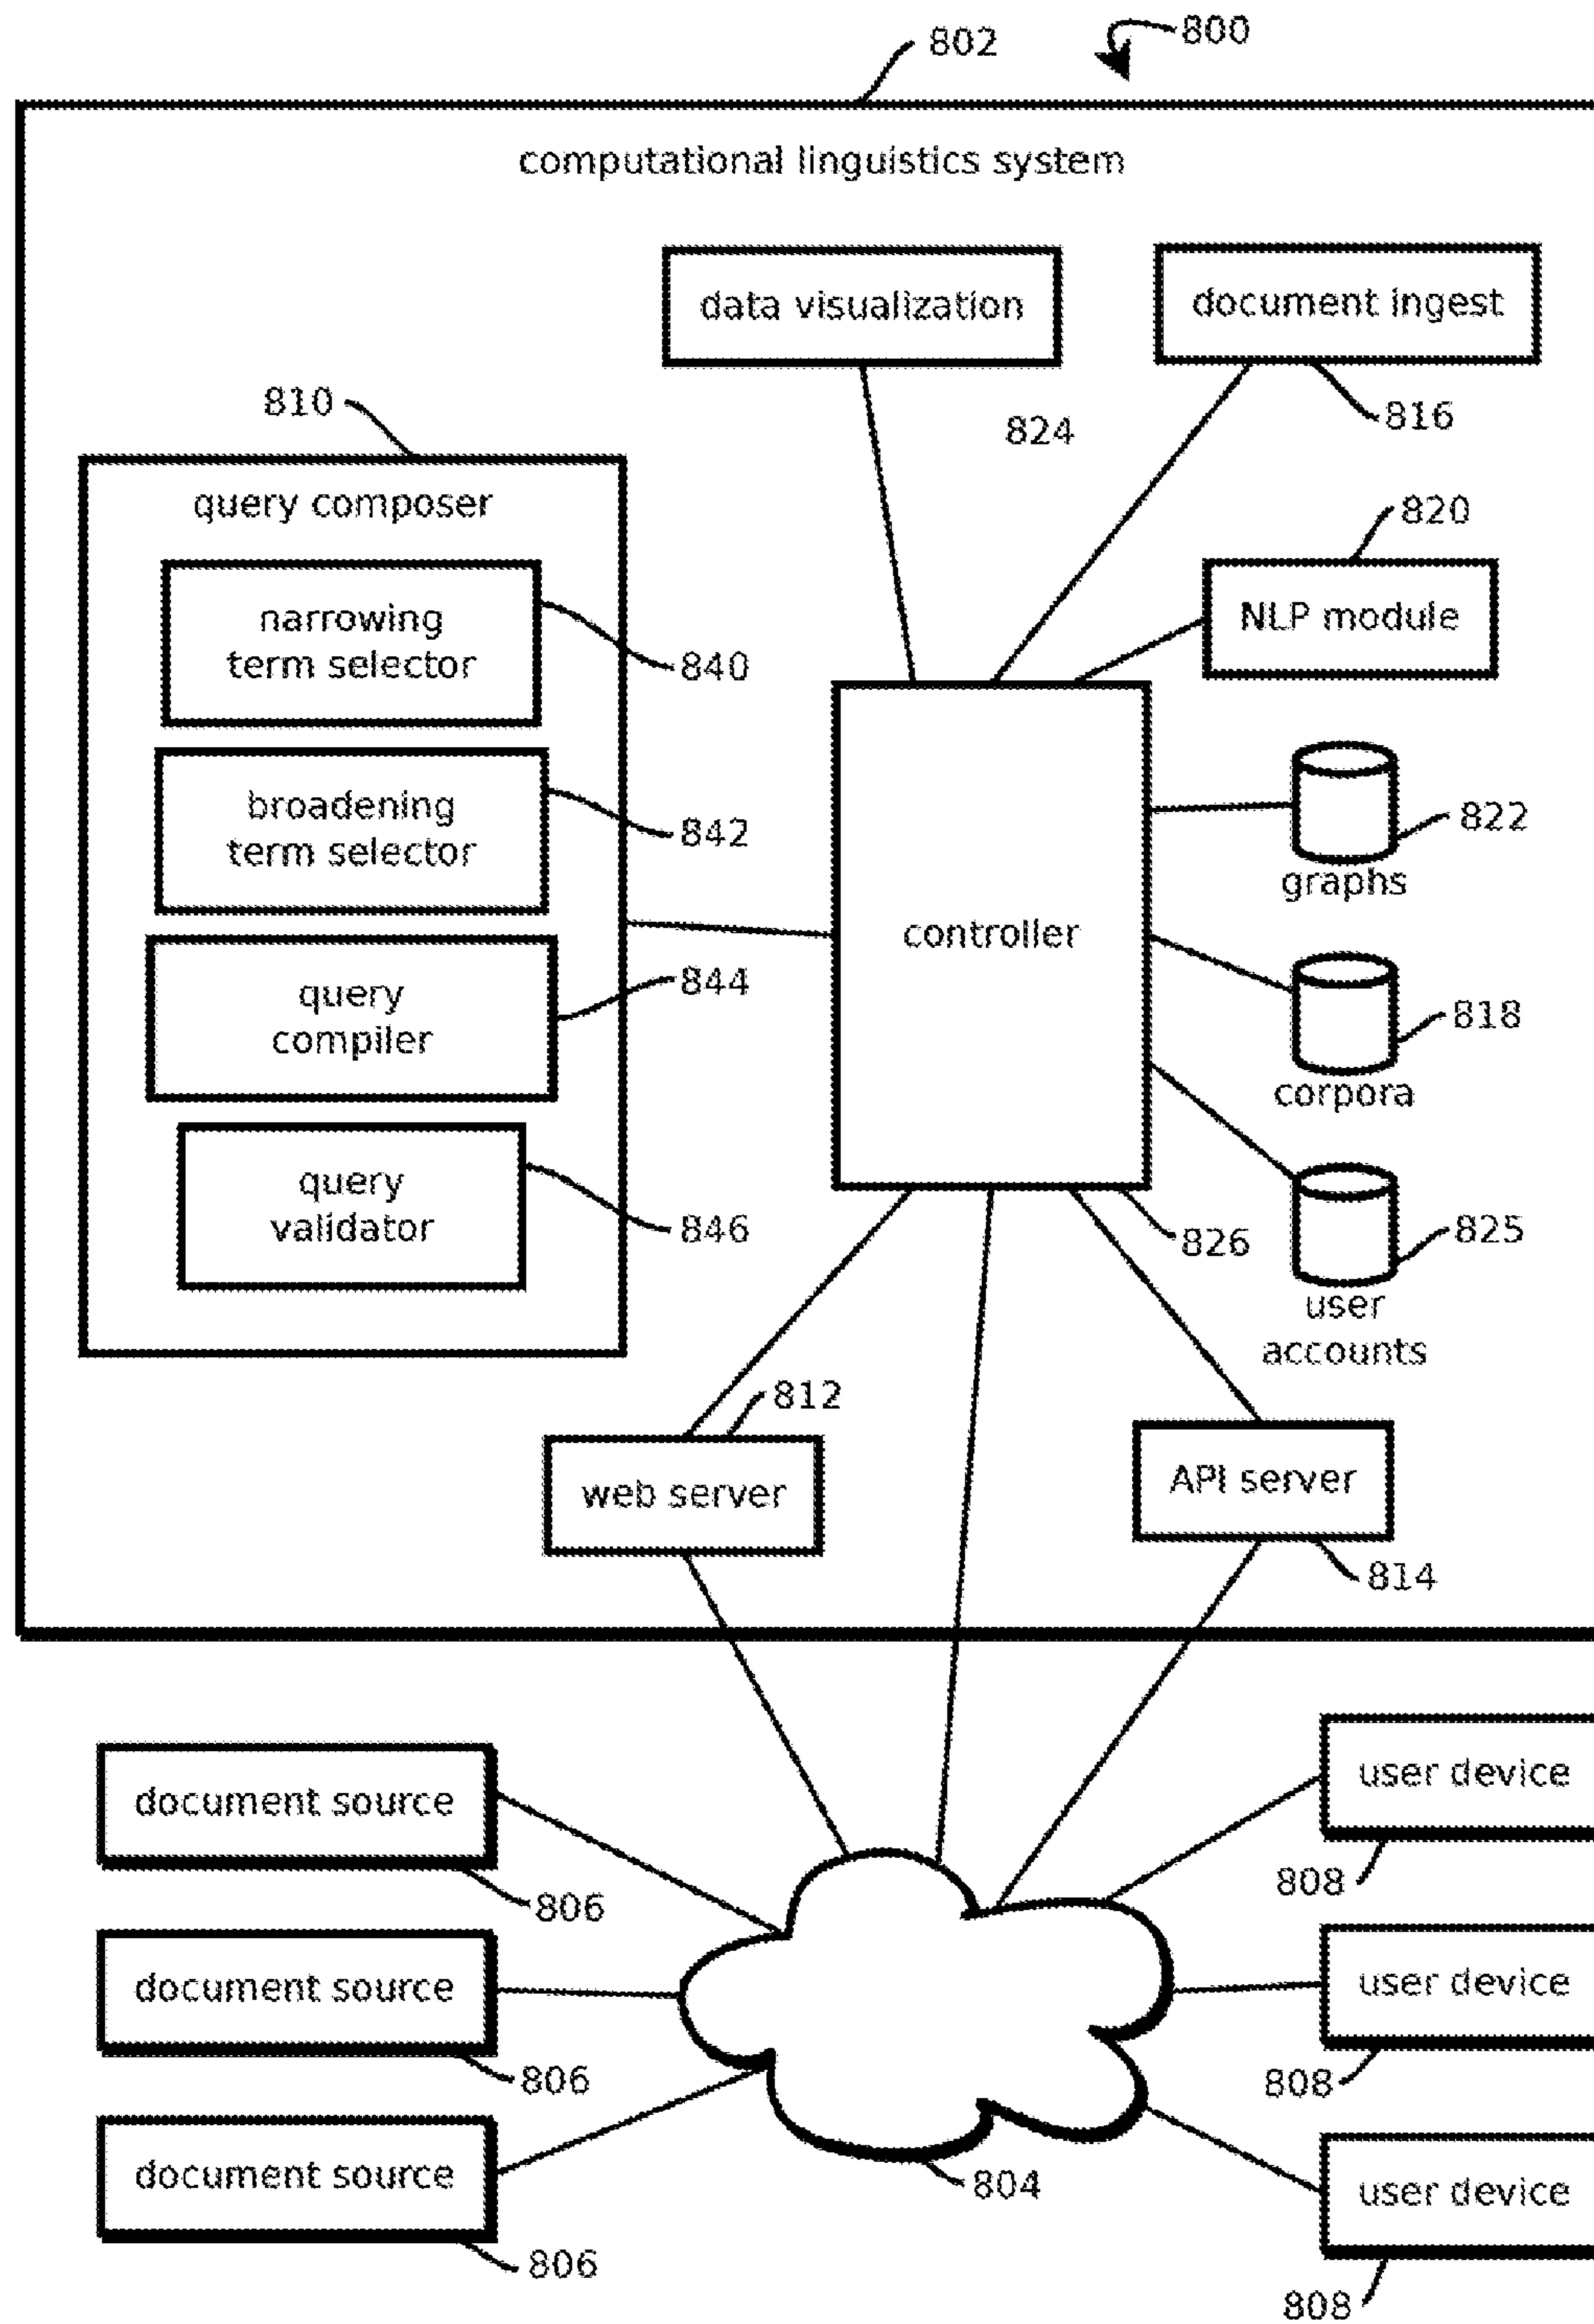 802
800
computational linguistics system
data visualization
document ingest
810
824
816
query composer
820
narrowing
term selector
NLP module
840
broadening
term selector
842
822
graphs
controller
query
compiler
844
818
corpora
query
validator
846
826
825
user
accounts
812
web server
API server
814
document source
user device
806
808
document source
user device
806
808
document source
user device
804
806
808